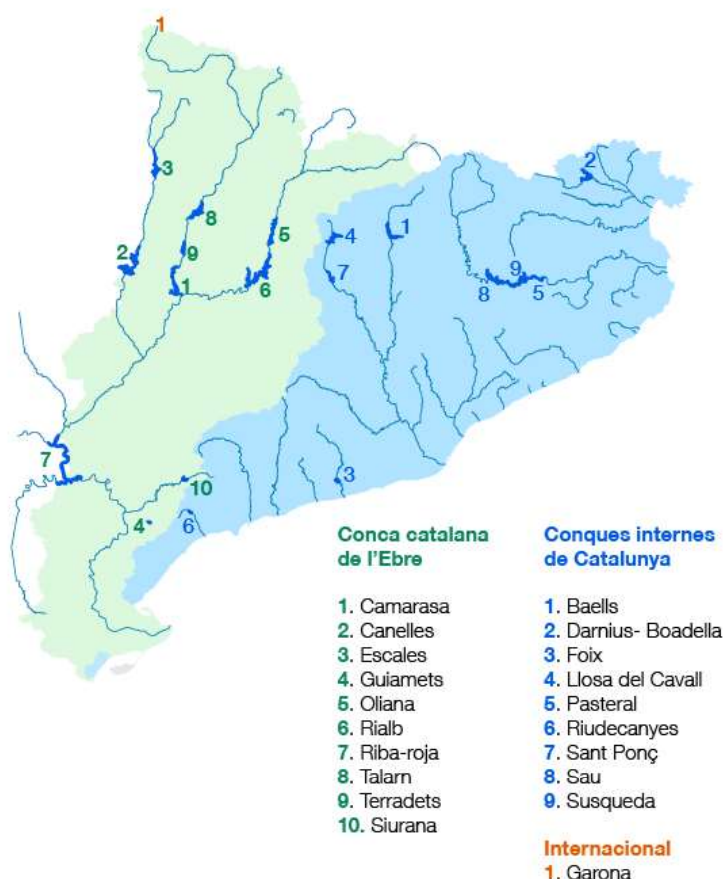 1
3
2
8
5
4
1
2
9
9
1
6
7
8
5
7
10
3
4
6
Conca catalana
de l'Ebre
1. Camarasa
2. Canelles
3. Escales
4. Guiamets
5. Oliana
6. Rialb
7. Riba-roja
8. Talarn
9. Terradets
10. Siurana
Conques internes
de Catalunya
1. Baells
2. Darnius- Boadella
3. Foix
4. Llosa del Cavall
5. Pasteral
6. Riudecanyes
7. Sant Ponç
8. Sau
9. Susqueda
Internacional
1. Garona